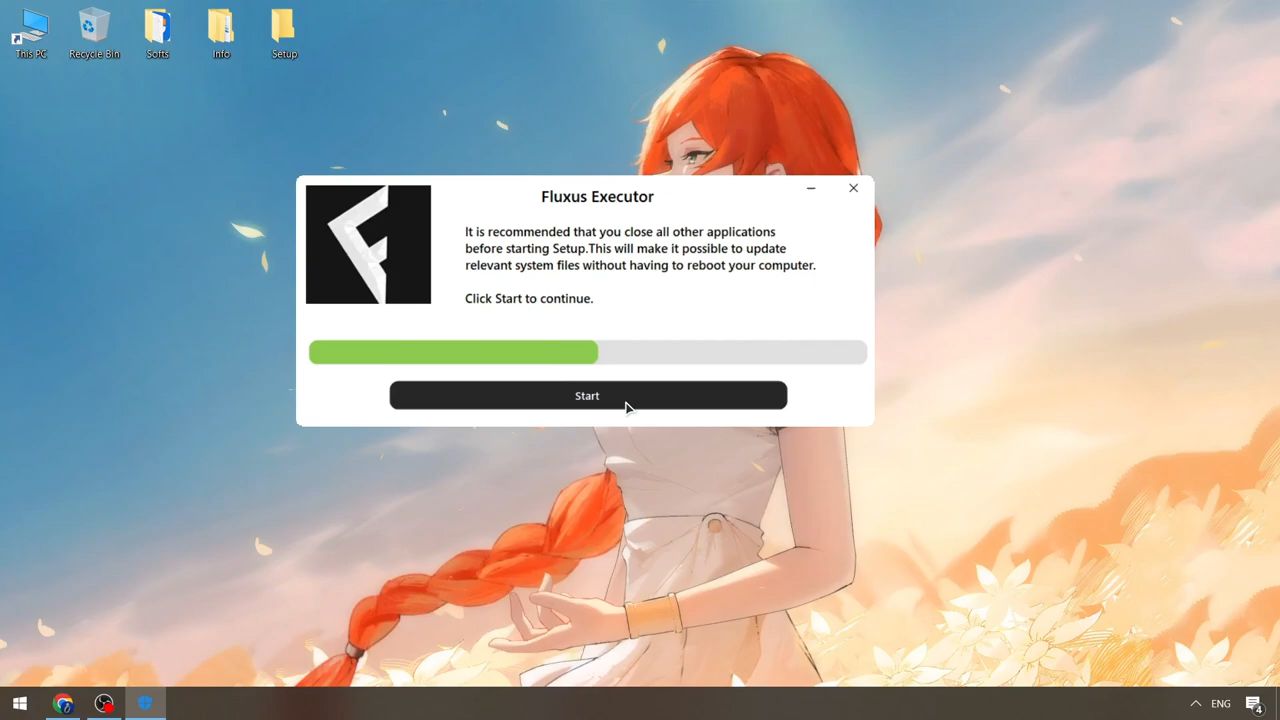 This PC
Recycle Bin
Softs
Info
Setup
Fluxus Executor
It is recommended that you close all other applications
before starting Setup.This will make it possible to update
relevant system files without having to reboot your computer.
Click Start to continue.
Start
ENG
4